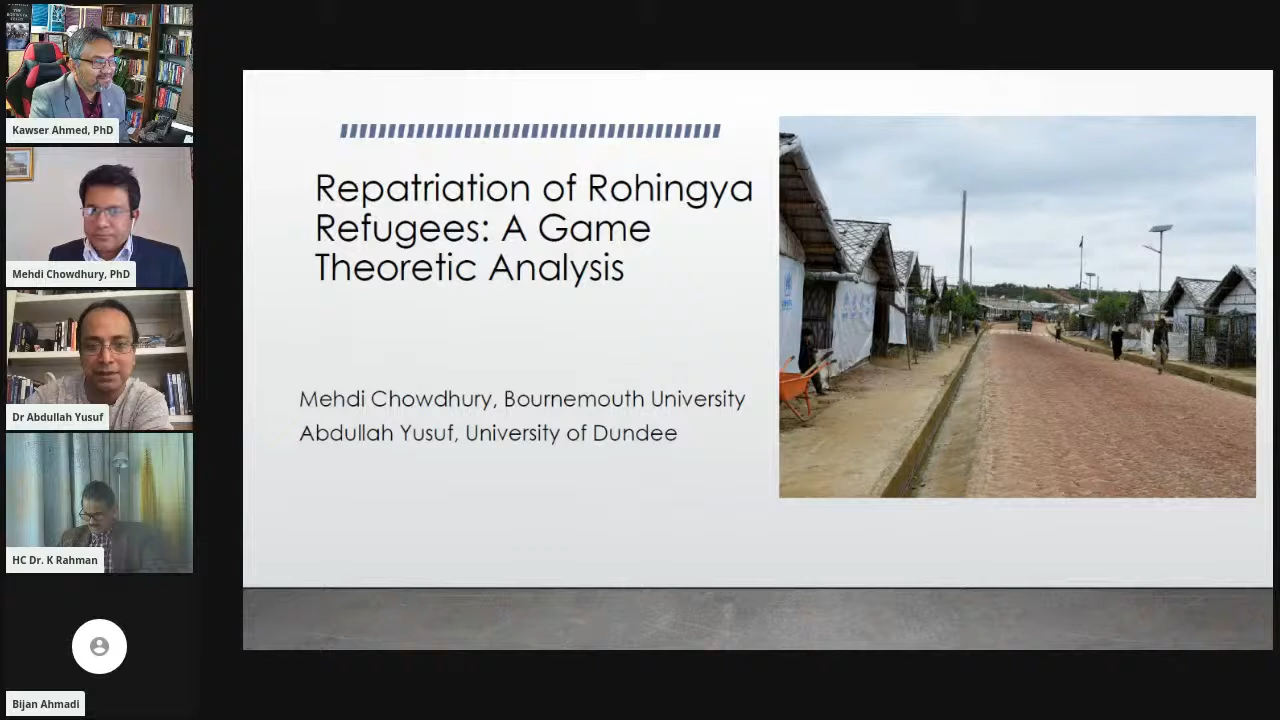 Kawser Ahmed, PhD
Mehdi Chowdhury, PhD
Dr Abdullah Yusuf
HC Dr. K Rahman
Bijan Ahmadi
Repatriation of Rohingya
Refugees: A Game
Theoretic Analysis
Mehdi Chowdhury, Bournemouth University
Abdullah Yusuf, University of Dundee